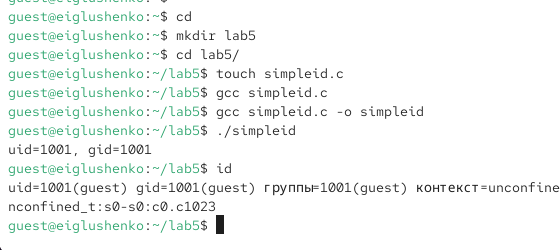 guest@eiglushenko:~$ cd
guest@eiglushenko:~$ mkdir lab5
guest@eiglushenko:~$ cd lab5/
guest@eiglushenko:~/lab5$ touch simpleid.c
guest@eiglushenko:~/lab5$ gcc simpleid.c
guest@eiglushenko:~/lab5$ gcc simpleid.c -o simpleid
guest@eiglushenko:~/lab5$ ./simpleid
uid=1001, gid=1001
guest@eiglushenko:~/lab5$ id
uid=1001(guest) gid=1001(guest) группы=1001(guest) контекст=unconfine
nconfined_t:s0-s0:c0.c1023
guest@eiglushenko:~/lab5$